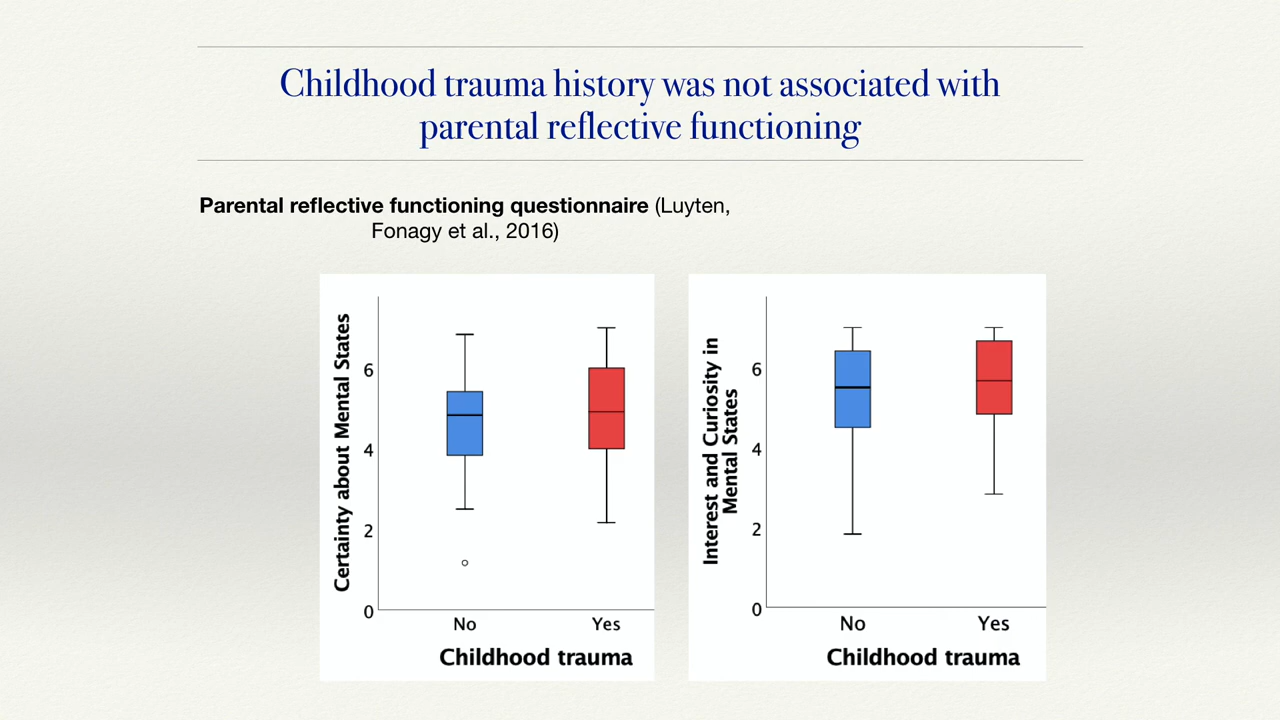 Childhood trauma history was not associated with
parental reflective functioning
Parental reflective functioning questionnaire (Luyten,
Fonagy et al., 2016)
Certainty about Mental States
6
4
2
0
No
Yes
Childhood trauma
Interest and Curiosity in
Mental States
6
4
2
0
No
Yes
Childhood trauma